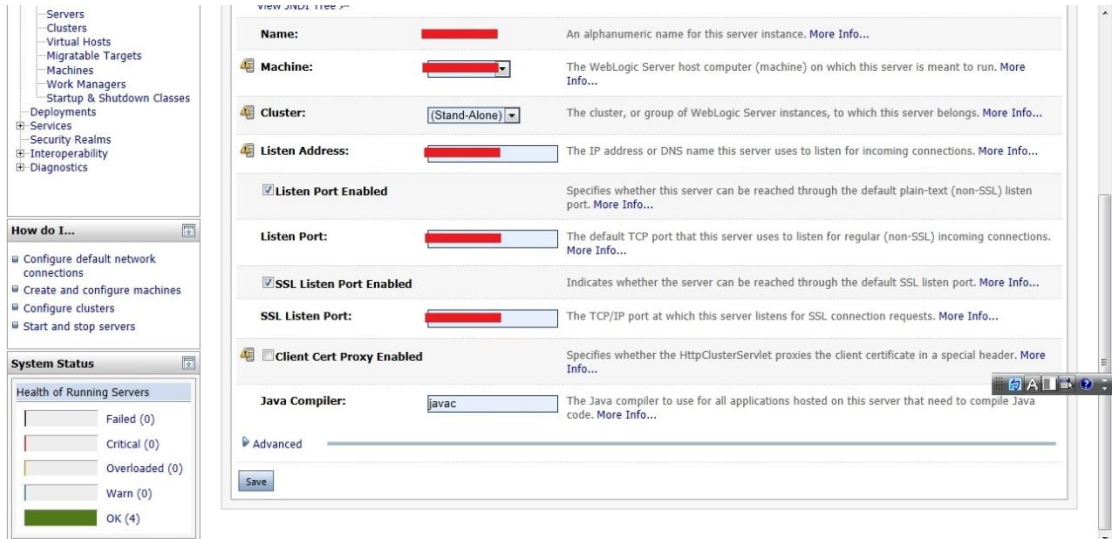 View JNDI Tree
Servers
Clusters
Virtual Hosts
Migratable Targets
Machines
Work Managers
Startup & Shutdown Classes
Deployments
Services
Security Realms
Interoperability
Diagnostics
How do I...
Configure default network
connections
Create and configure machines
Configure clusters
Start and stop servers
System Status
Health of Running Servers
Failed (0)
Critical (0)
Overloaded (0)
Warn (0)
OK (4)
Name:
An alphanumeric name for this server instance. More Info...
Machine:
The WebLogic Server host computer (machine) on which this server is meant to run. More
Info...
Cluster:
(Stand-Alone)
The cluster, or group of WebLogic Server instances, to which this server belongs. More Info...
Listen Address:
The IP address or DNS name this server uses to listen for incoming connections. More Info...
Listen Port Enabled
Specifies whether this server can be reached through the default plain-text (non-SSL) listen
port. More Info...
Listen Port:
The default TCP port that this server uses to listen for regular (non-SSL) incoming connections.
More Info...
SSL Listen Port Enabled
Indicates whether the server can be reached through the default SSL listen port. More Info...
SSL Listen Port:
The TCP/IP port at which this server listens for SSL connection requests. More Info...
Client Cert Proxy Enabled
Specifies whether the HttpClusterServlet proxies the client certificate in a special header. More
Info...
Java Compiler:
javac
The Java compiler to use for all applications hosted on this server that need to compile Java
code. More Info...
Advanced
Save
A